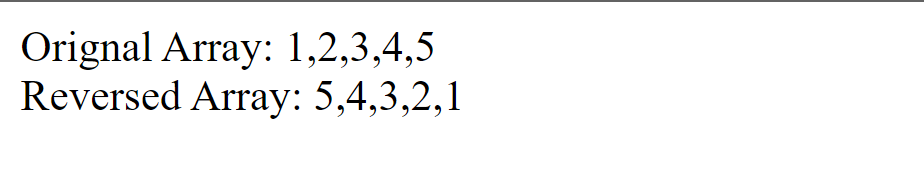 Orignal Array: 1,2,3,4,5
Reversed Array: 5,4,3,2,1